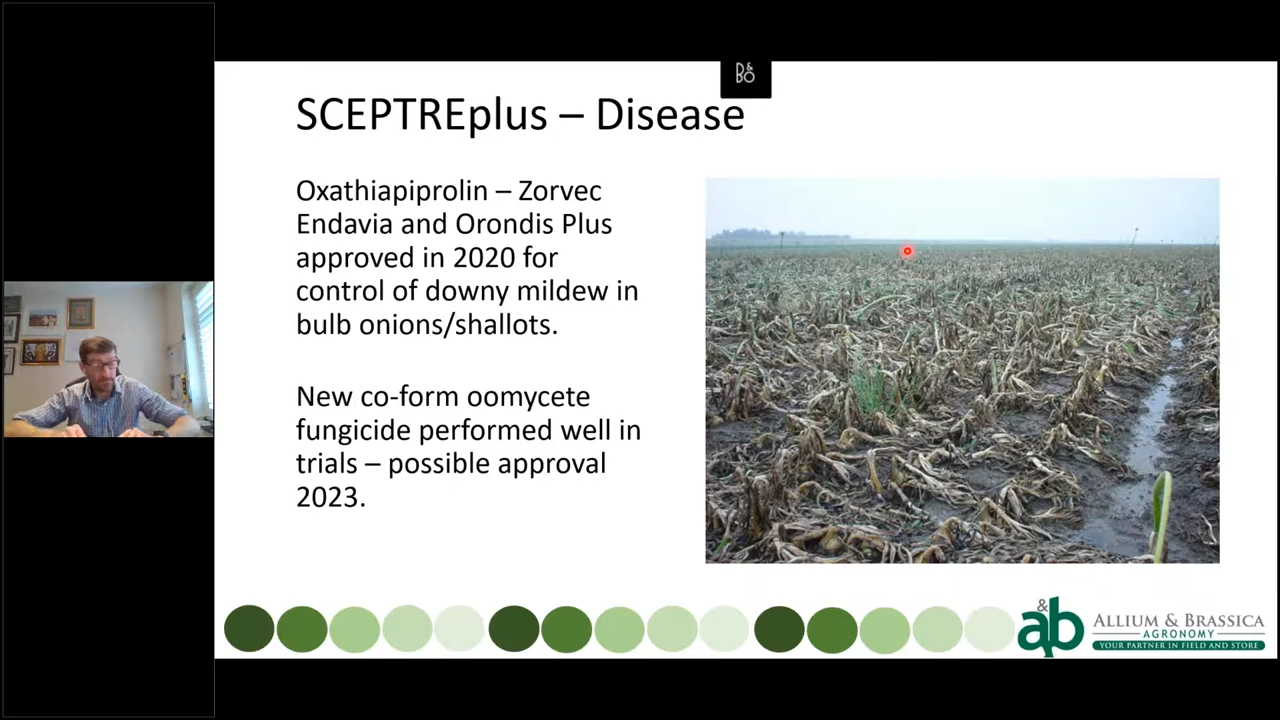 B&O
SCEPTREplus – Disease
Oxathiapiprolin – Zorvec
Endavia and Orondis Plus
approved in 2020 for
control of downy mildew in
bulb onions/shallots.
New co-form oomycete
fungicide performed well in
trials – possible approval
2023.
a&b
ALLIUM & BRASSICA
AGRONOMY
YOUR PARTNER IN FIELD AND STORE